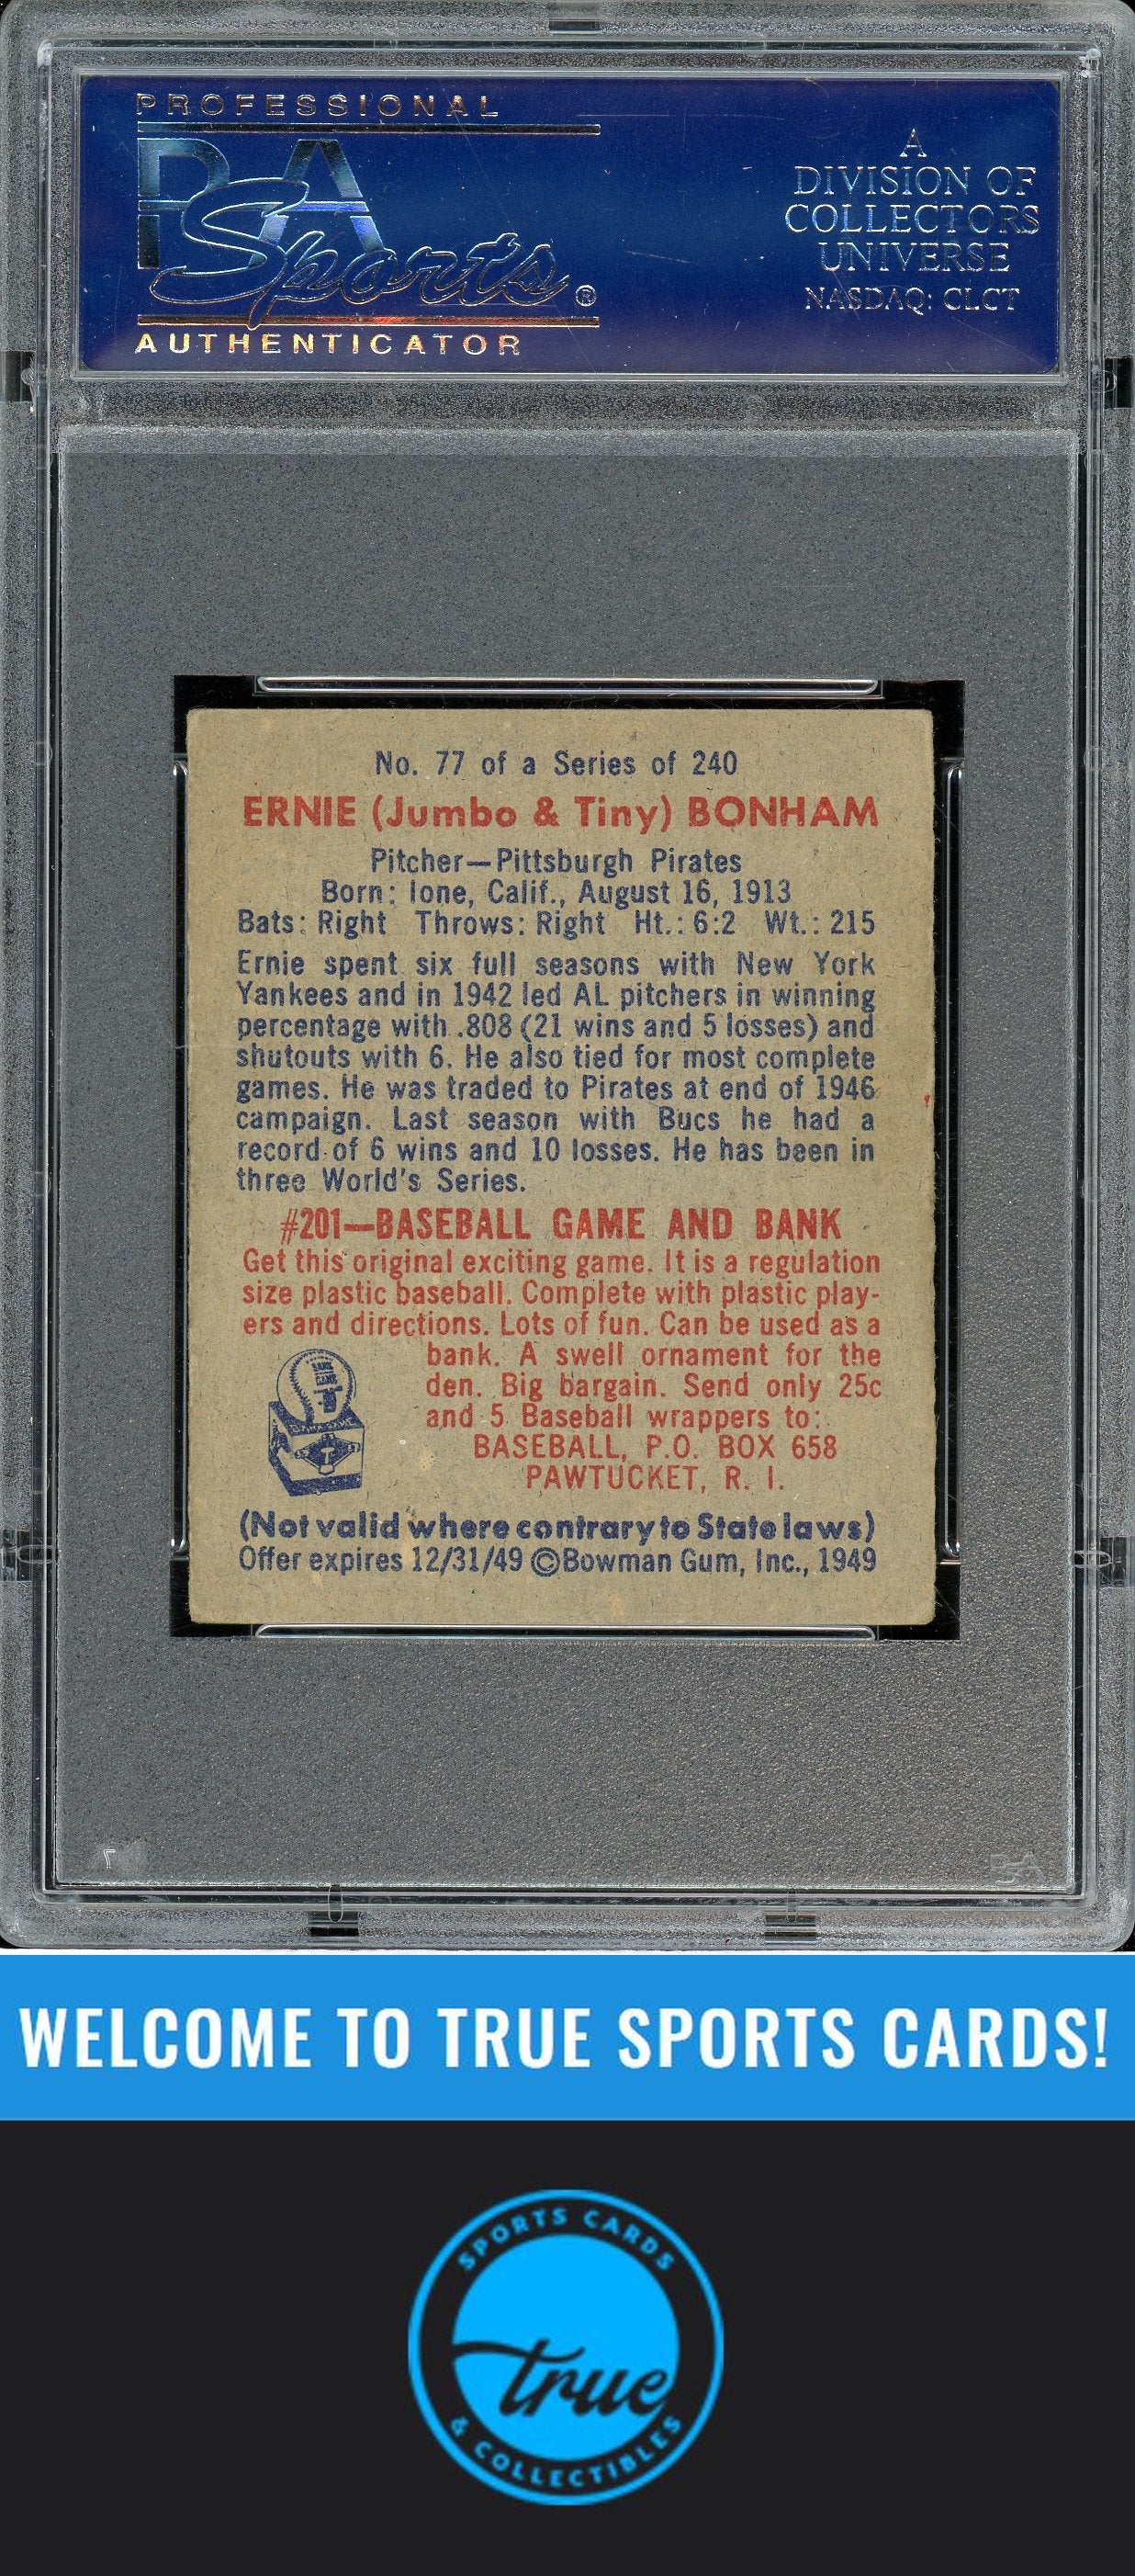 PROFESSIONAL
PSA
Sports®
AUTHENTICATOR
A
DIVISION OF
COLLECTORS
UNIVERSE
NASDAQ: CLCT
No. 77 of a Series of 240
ERNIE (Jumbo & Tiny) BONHAM
Pitcher—Pittsburgh Pirates
Born: Ione, Calif., August 16, 1913
Bats: Right Throws: Right Ht.: 6:2 Wt.: 215
Ernie spent six full seasons with New York
Yankees and in 1942 led AL pitchers in winning
percentage with .808 (21 wins and 5 losses) and
shutouts with 6. He also tied for most complete
games. He was traded to Pirates at end of 1946
campaign. Last season with Bucs he had a
record of 6 wins and 10 losses. He has been in
three World's Series.
#201—BASEBALL GAME AND BANK
Get this original exciting game. It is a regulation
size plastic baseball. Complete with plastic play-
ers and directions. Lots of fun. Can be used as a
bank. A swell ornament for the
den. Big bargain. Send only 25c
and 5 Baseball wrappers to:
BASEBALL, P.O. BOX 658
PAWTUCKET, R. I.
(Not valid where contrary to State laws)
Offer expires 12/31/49 ©Bowman Gum, Inc., 1949
PSA
WELCOME TO TRUE SPORTS CARDS!
SPORTS CARDS
true
& COLLECTIBLES